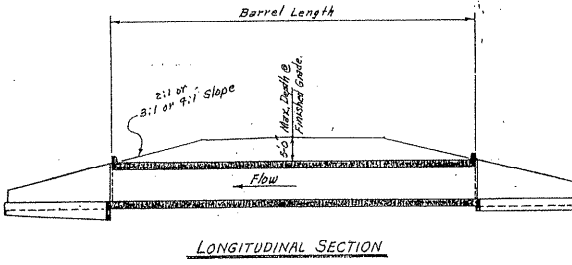 Barrel Length
2:1 or
3:1 or 4:1 Slope
5'-0" Max. Depth @
Finished Grade.
Flow
LONGITUDINAL SECTION